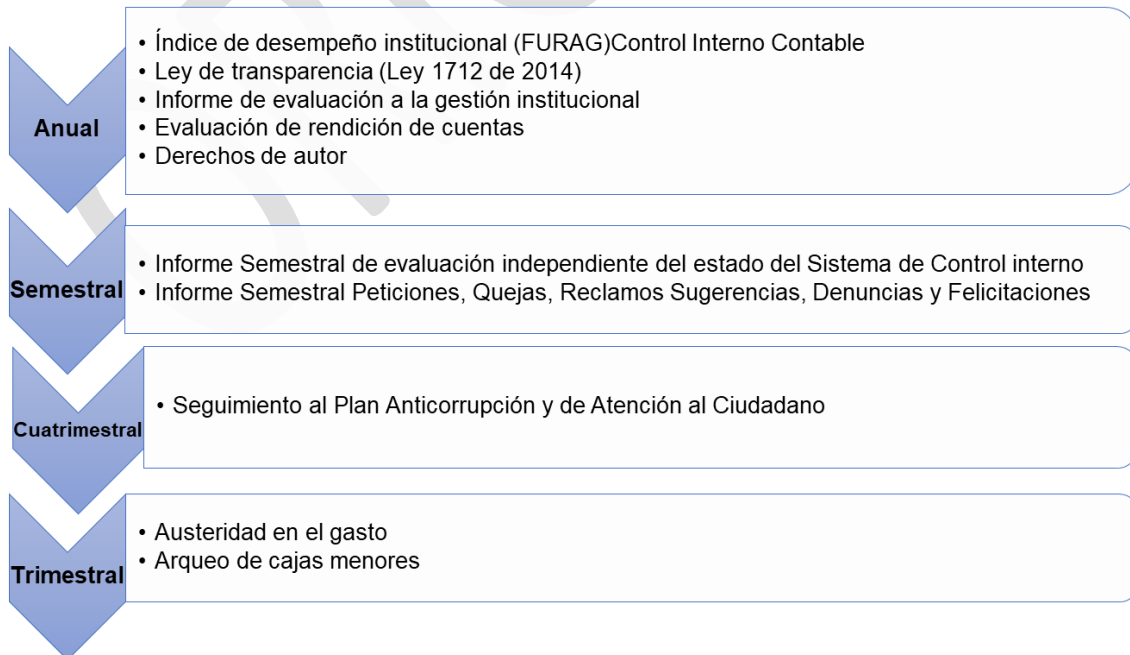 Anual
• Índice de desempeño institucional (FURAG)Control Interno Contable
• Ley de transparencia (Ley 1712 de 2014)
• Informe de evaluación a la gestión institucional
• Evaluación de rendición de cuentas
• Derechos de autor
Semestral
• Informe Semestral de evaluación independiente del estado del Sistema de Control interno
• Informe Semestral Peticiones, Quejas, Reclamos Sugerencias, Denuncias y Felicitaciones
Cuatrimestral
• Seguimiento al Plan Anticorrupción y de Atención al Ciudadano
Trimestral
• Austeridad en el gasto
• Arqueo de cajas menores